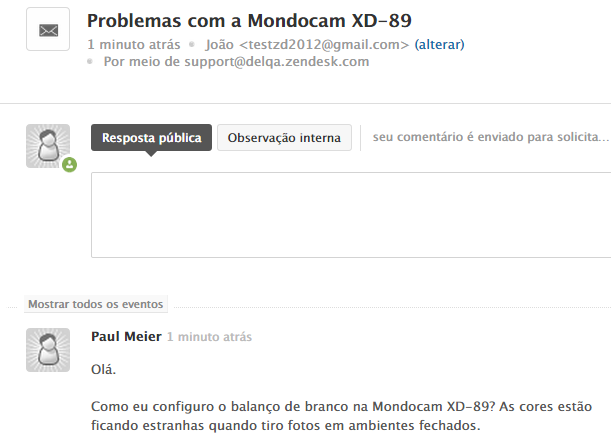 Problemas com a Mondocam XD-89
1 minuto atrás João <testzd2012@gmail.com> (alterar)
Por meio de support@delqa.zendesk.com
Resposta pública Observação interna seu comentário é enviado para solicita...
Mostrar todos os eventos
Paul Meier 1 minuto atrás
Olá.
Como eu configuro o balanço de branco na Mondocam XD-89? As cores estão
ficando estranhas quando tiro fotos em ambientes fechados.